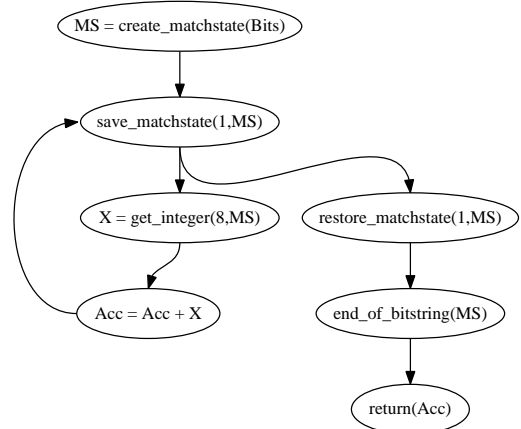 MS = create_matchstate(Bits)
save_matchstate(1,MS)
X = get_integer(8,MS)
restore_matchstate(1,MS)
Acc = Acc + X
end_of_bitstring(MS)
return(Acc)